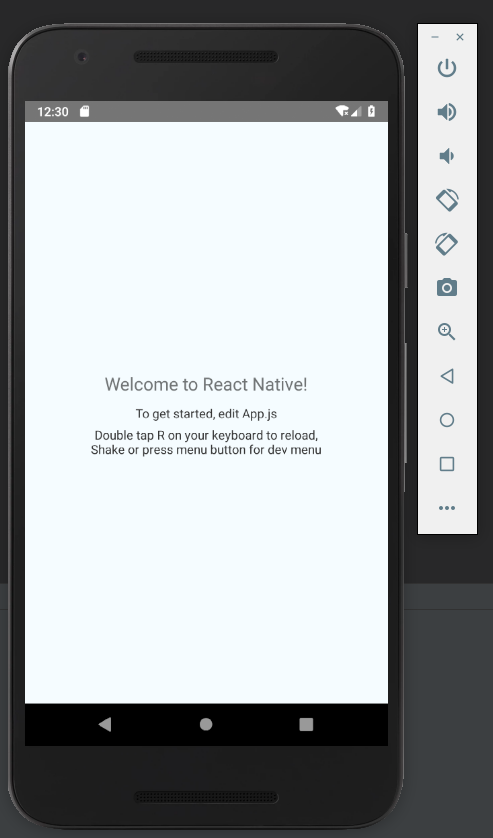 12:30
Welcome to React Native!
To get started, edit App.js
Double tap R on your keyboard to reload,
Shake or press menu button for dev menu